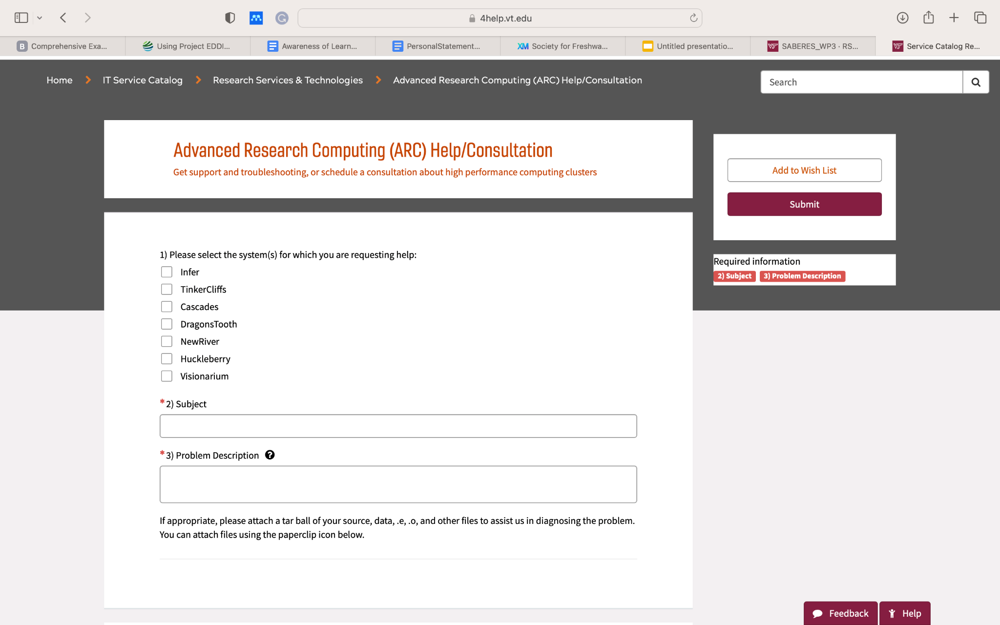 4help.vt.edu
B Comprehensive Exa...
Using Project EDDI...
Awareness of Learn...
PersonalStatement...
XM Society for Freshwa...
Untitled presentatio...
VT SABERES_WP3 · RS...
VT Service Catalog Re...
Home
IT Service Catalog
Research Services & Technologies
Advanced Research Computing (ARC) Help/Consultation
Search
Advanced Research Computing (ARC) Help/Consultation
Get support and troubleshooting, or schedule a consultation about high performance computing clusters
Add to Wish List
Submit
Required information
2) Subject 3) Problem Description
1) Please select the system(s) for which you are requesting help:
Infer
TinkerCliffs
Cascades
DragonsTooth
NewRiver
Huckleberry
Visionarium
*2) Subject
*3) Problem Description ?
If appropriate, please attach a tar ball of your source, data, .e, .o, and other files to assist us in diagnosing the problem.
You can attach files using the paperclip icon below.
Feedback
Help